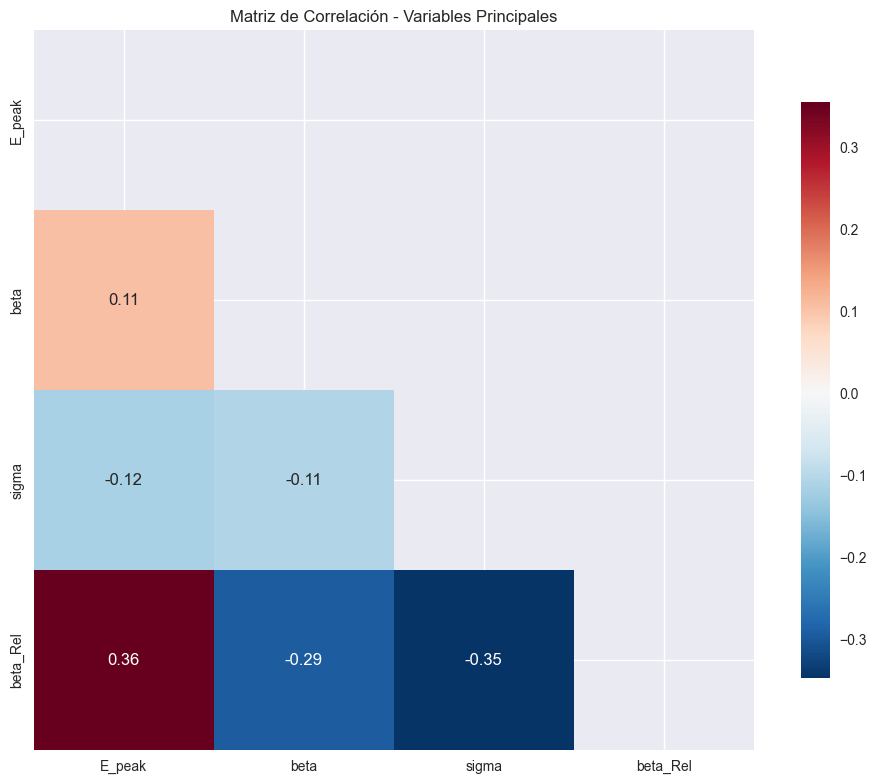 Matriz de Correlación - Variables Principales
E_peak
beta
sigma
beta_Rel
0.11
-0.12 -0.11
0.36 -0.29 -0.35
E_peak beta sigma beta_Rel
0.3
0.2
0.1
0.0
−0.1
−0.2
−0.3